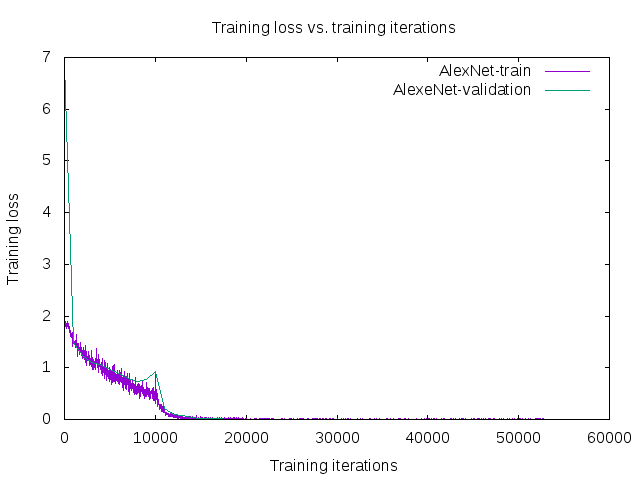 Training loss vs. training iterations
AlexNet-train
AlexeNet-validation
7
6
5
4
3
2
1
0
Training loss
0 10000 20000 30000 40000 50000 60000
Training iterations